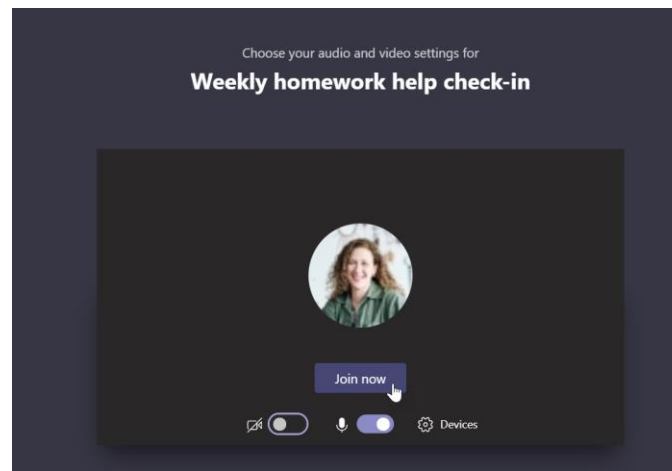 Choose your audio and video settings for
Weekly homework help check-in
Join now
Devices